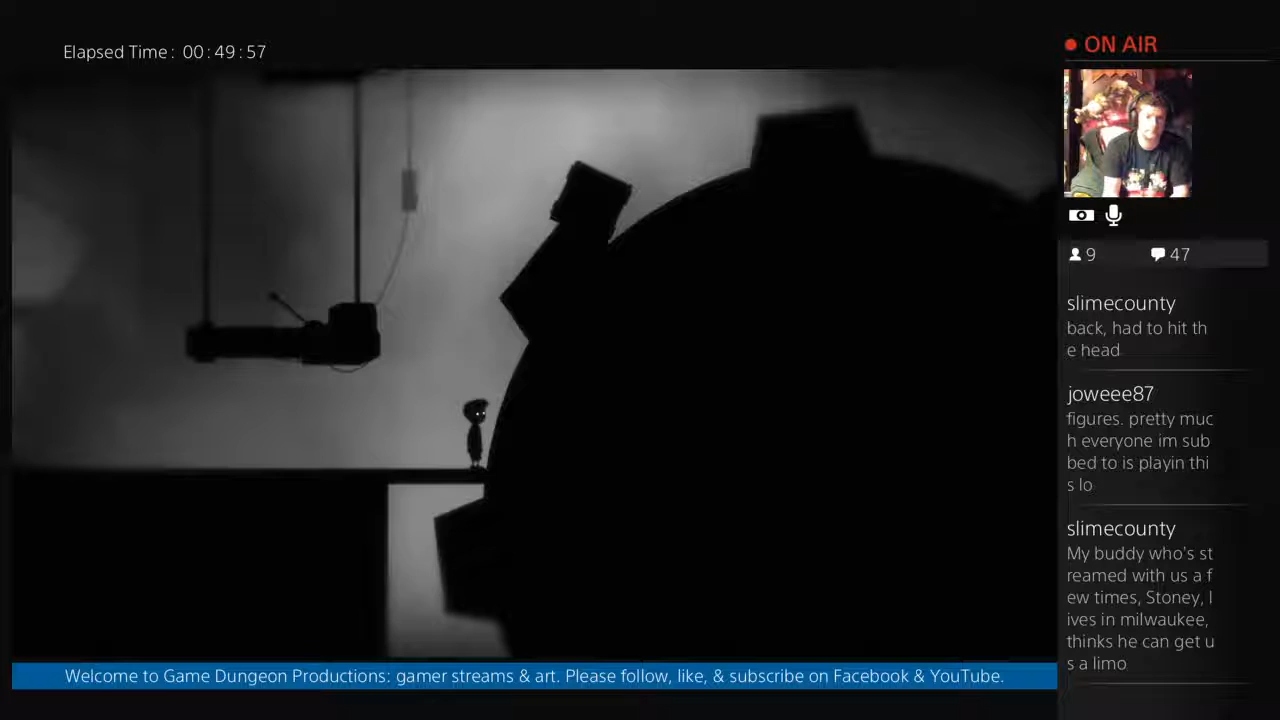 Elapsed Time: 00:49:57
ON AIR
9
47
slimecounty
back, had to hit th
e head
joweee87
figures. pretty muc
h everyone im sub
bed to is playin thi
s lo
slimecounty
My buddy who's st
reamed with us a f
ew times, Stoney, l
ives in milwaukee,
thinks he can get u
s a limo
Welcome to Game Dungeon Productions: gamer streams & art. Please follow, like, & subscribe on Facebook & YouTube.